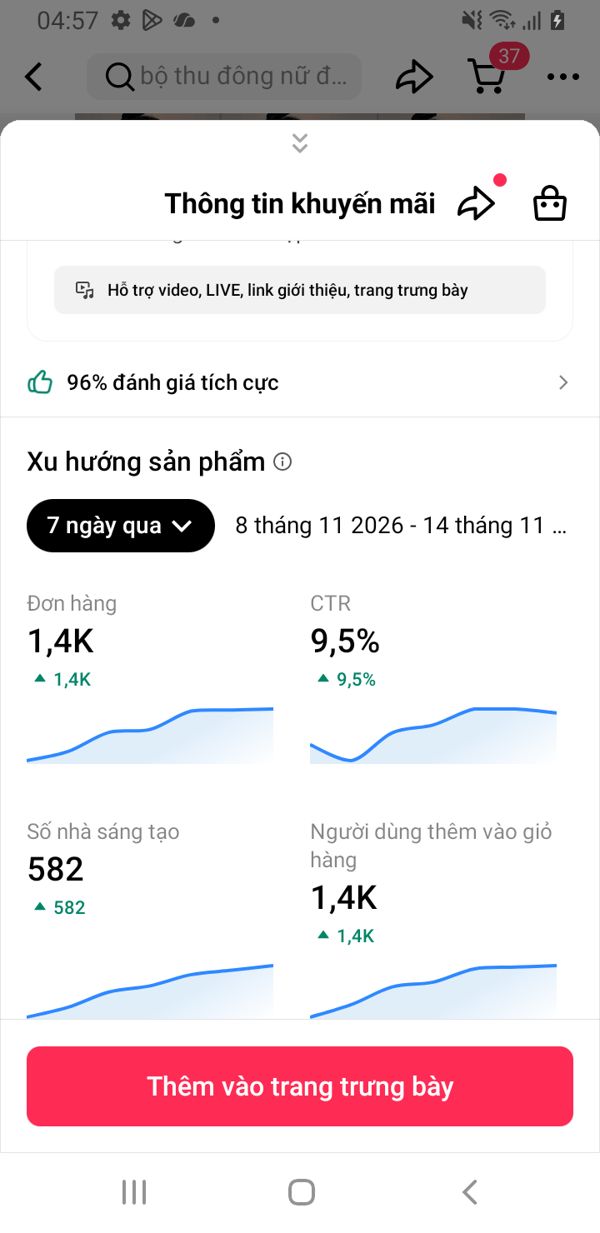 04:57
bộ thu đông nữ đ...
37
Thông tin khuyến mãi
Hỗ trợ video, LIVE, link giới thiệu, trang trưng bày
96% đánh giá tích cực
Xu hướng sản phẩm
7 ngày qua
8 tháng 11 2026 - 14 tháng 11 ...
Đơn hàng
1,4K
1,4K
CTR
9,5%
9,5%
Số nhà sáng tạo
582
582
Người dùng thêm vào giỏ
hàng
1,4K
1,4K
Thêm vào trang trưng bày